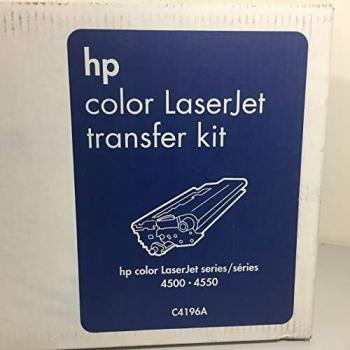 hp
color LaserJet
transfer kit
hp color LaserJet series/séries
4500 • 4550
C4196A